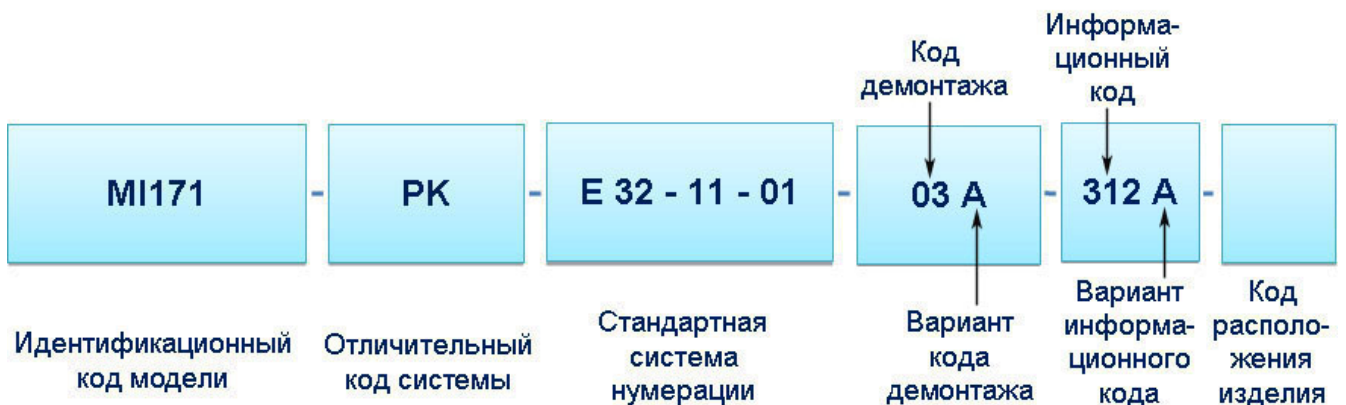 Код
демонтажа
Информа-
ционный
код
MI171 - PK - E 32 - 11 - 01 - 03 A - 312 A -
Идентификационный
код модели
Отличительный
код системы
Стандартная
система
нумерации
Вариант
кода
демонтажа
Вариант
информа-
ционного
кода
Код
располо-
жения
изделия